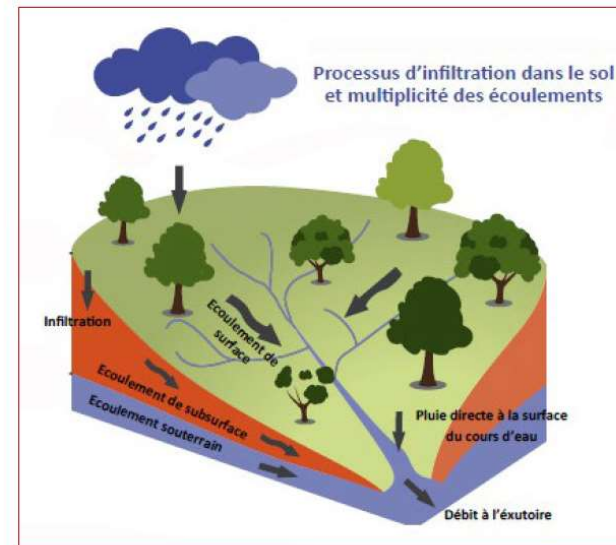 Processus d'infiltration dans le sol
et multiplicité des écoulements
Infiltration
Ecoulement de
surface
Ecoulement de subsurface
Ecoulement souterrain
Pluie directe à la surface
du cours d'eau
Débit à l'éxutoire